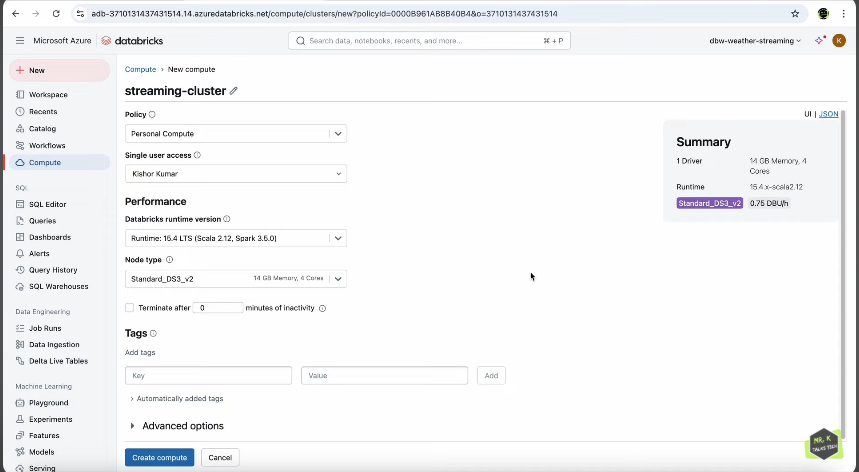 adb-3710131437431514.14.azuredatabricks.net/compute/clusters/new?policyId=0000B961AB8B40B4&o=3710131437431514
Microsoft Azure
databricks
Search data, notebooks, recents, and more...
⌘ + P
dbw-weather-streaming
K
New
Workspace
Recents
Catalog
Workflows
Compute
SQL
SQL Editor
Queries
Dashboards
Alerts
Query History
SQL Warehouses
Data Engineering
Job Runs
Data Ingestion
Delta Live Tables
Machine Learning
Playground
Experiments
Features
Models
Serving
Compute › New compute
streaming-cluster
UI | JSON
Policy
Personal Compute
Single user access
Kishor Kumar
Performance
Databricks runtime version
Runtime: 15.4 LTS (Scala 2.12, Spark 3.5.0)
Node type
Standard_DS3_v2 14 GB Memory, 4 Cores
Terminate after 0 minutes of inactivity
Tags
Add tags
Key Value Add
Automatically added tags
Advanced options
Create compute Cancel
Summary
1 Driver 14 GB Memory, 4
Cores
Runtime 15.4.x-scala2.12
Standard_DS3_v2 0.75 DBU/h
MR. K
TALKS TECH